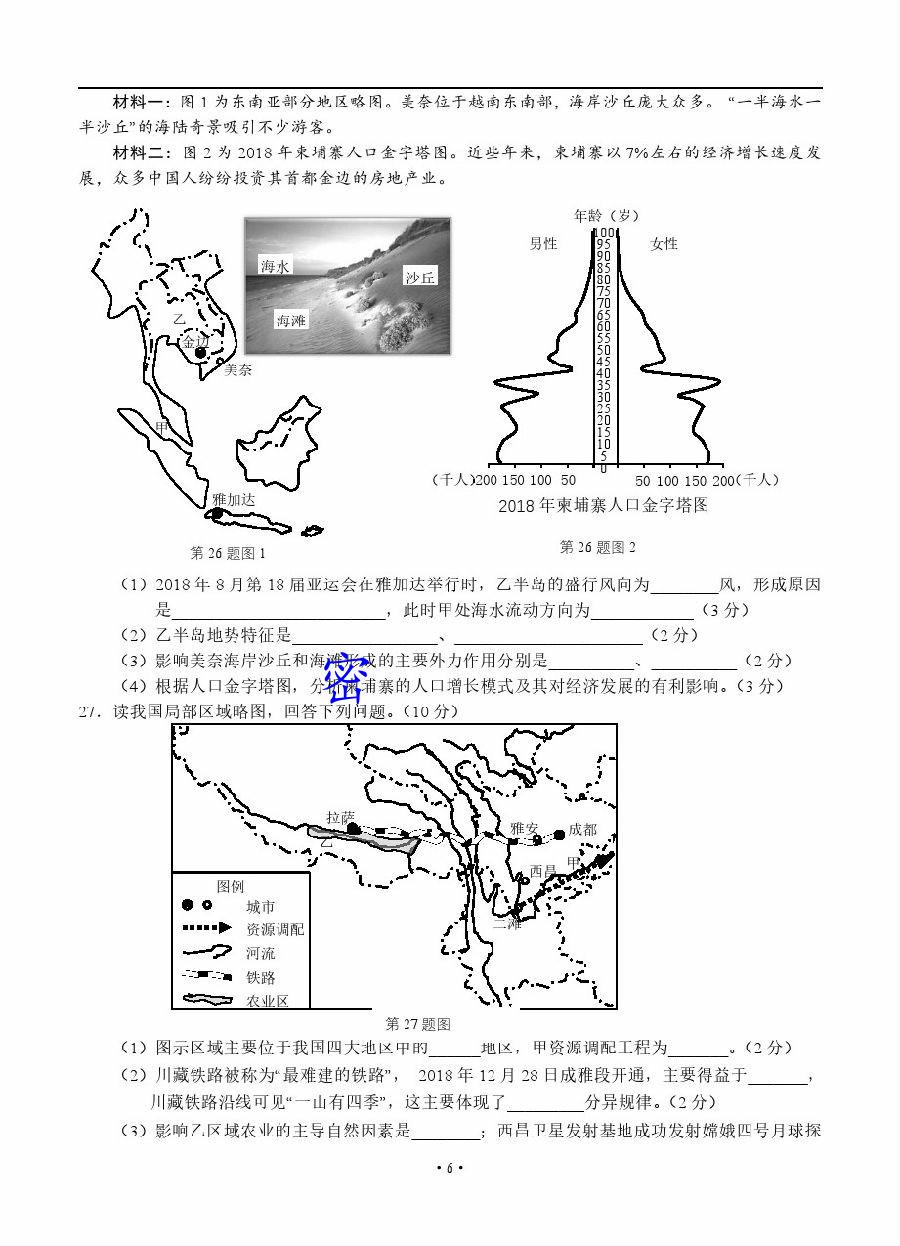 材料一：图 1 为东南亚部分地区略图。美奈位于越南东南部，海岸沙丘庞大众多。 “一半海水一
半沙丘”的海陆奇景吸引不少游客。
材料二：图 2 为 2018 年柬埔寨人口金字塔图。近些年来，柬埔寨以 7%左右的经济增长速度发
展，众多中国人纷纷投资其首都金边的房地产业。
乙
金边
美奈
甲
雅加达
海水
沙丘
海滩
第 26 题图 1
年龄（岁）
男性
女性
100
95
90
85
80
75
70
65
60
55
50
45
40
35
30
25
20
15
10
5
0
（千人）200 150 100 50
50 100 150 200（千人）
2018 年柬埔寨人口金字塔图
第 26 题图 2
（1）2018 年 8 月第 18 届亚运会在雅加达举行时，乙半岛的盛行风向为________风，形成原因
是________________________，此时甲处海水流动方向为____________（3 分）
（2）乙半岛地势特征是________________、______________________（2 分）
（3）影响美奈海岸沙丘和海滩形成的主要外力作用分别是__________、__________（2 分）
（4）根据人口金字塔图，分析柬埔寨的人口增长模式及其对经济发展的有利影响。（3 分）
密
27．读我国局部区域略图，回答下列问题。（10 分）
拉萨
乙
雅安
成都
西昌
甲
二滩
图例
城市
资源调配
河流
铁路
农业区
第 27 题图
（1）图示区域主要位于我国四大地区中的______地区，甲资源调配工程为_______。（2 分）
（2）川藏铁路被称为“最难建的铁路”， 2018 年 12 月 28 日成雅段开通，主要得益于_______，
川藏铁路沿线可见“一山有四季”，这主要体现了_________分异规律。（2 分）
（3）影响乙区域农业的主导自然因素是________；西昌卫星发射基地成功发射嫦娥四号月球探
· 6 ·